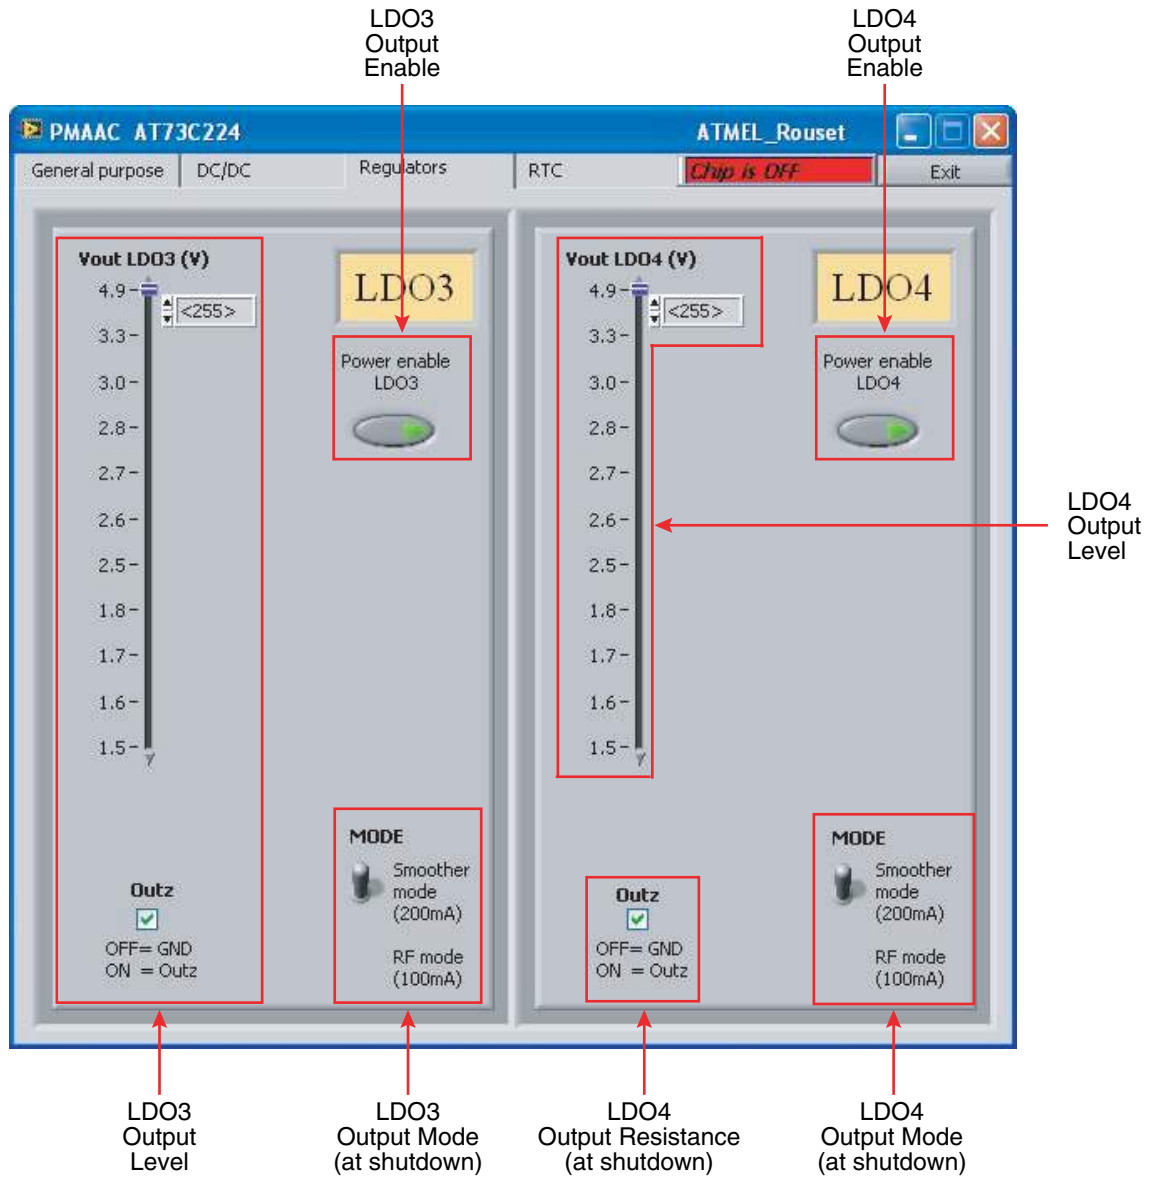 LDO3
Output
Enable
LDO4
Output
Enable
PMAAC AT73C224
ATMEL_Rouset
General purpose
DC/DC
Regulators
RTC
Chip is OFF
Exit
Vout LDO3 (V)
4.9
<255>
3.3
3.0
2.8
2.7
2.6
2.5
1.8
1.7
1.6
1.5
LDO3
Power enable
LDO3
Outz
OFF= GND
ON = Outz
MODE
Smoother
mode
(200mA)
RF mode
(100mA)
Vout LDO4 (V)
4.9
<255>
3.3
3.0
2.8
2.7
2.6
2.5
1.8
1.7
1.6
1.5
LDO4
Power enable
LDO4
Outz
OFF= GND
ON = Outz
MODE
Smoother
mode
(200mA)
RF mode
(100mA)
LDO4
Output
Level
LDO3
Output
Level
LDO3
Output Mode
(at shutdown)
LDO4
Output Resistance
(at shutdown)
LDO4
Output Mode
(at shutdown)